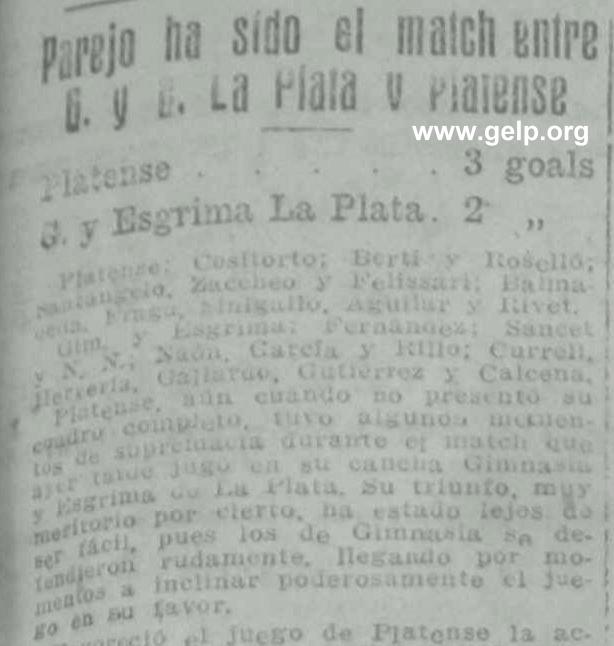 Parejo ha sido el match entre
G. y E. La Plata v Platense
www.gelp.org
Platense . . . . . 3 goals
G. y Esgrima La Plata. 2 „
Platense: Cositorto; Berti y Roselló;
Santángelo, Zaccheo y Felissari; Balma-
ceda, Fraga, Sinigallo, Aguilar y Rivet.
Gim. y Esgrima: Fernández; Sancet
y N. N.; Naón, García y Rillo; Currell,
Herrería, Gallardo, Gutiérrez y Calcena.
Platense, aún cuándo no presentó su
cuadro completo, tuvo algunos momen-
tos de supremacía durante el match que
ayer tarde jugó en su cancha Gimnasia
y Esgrima de La Plata. Su triunfo, muy
meritorio por cierto, ha estado lejos de
ser fácil, pues los de Gimnasia se de-
fendieron rudamente, llegando por mo-
mentos a inclinar poderosamente el jue-
go en su favor.
el juego de Platense la ac-